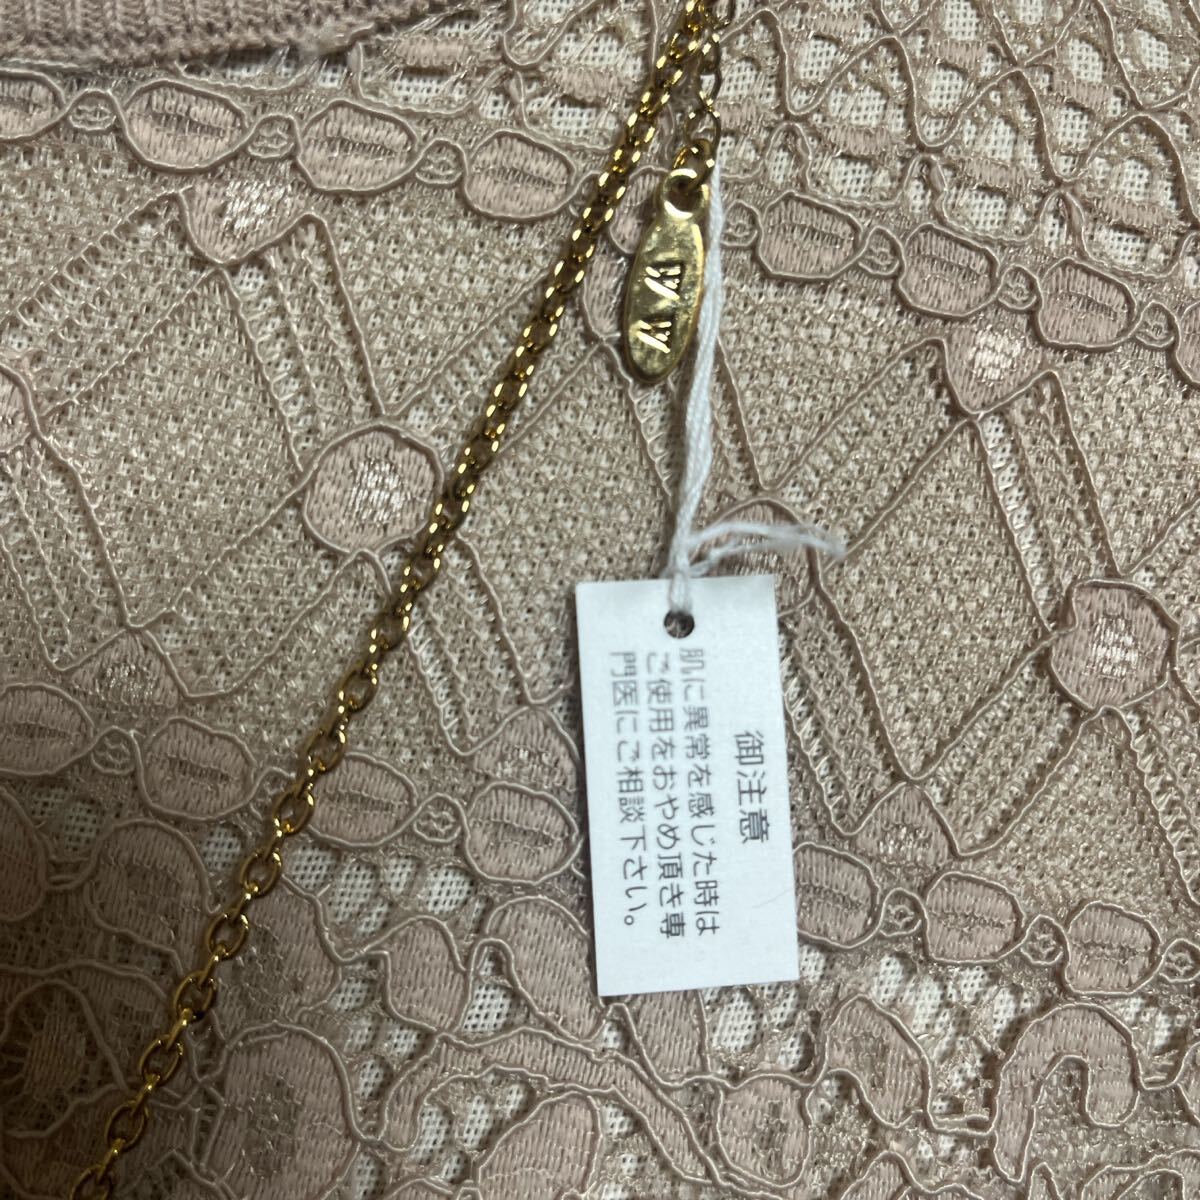 御注意
肌に異常を感じた時は
ご使用をおやめ頂き専
門医にご相談下さい。